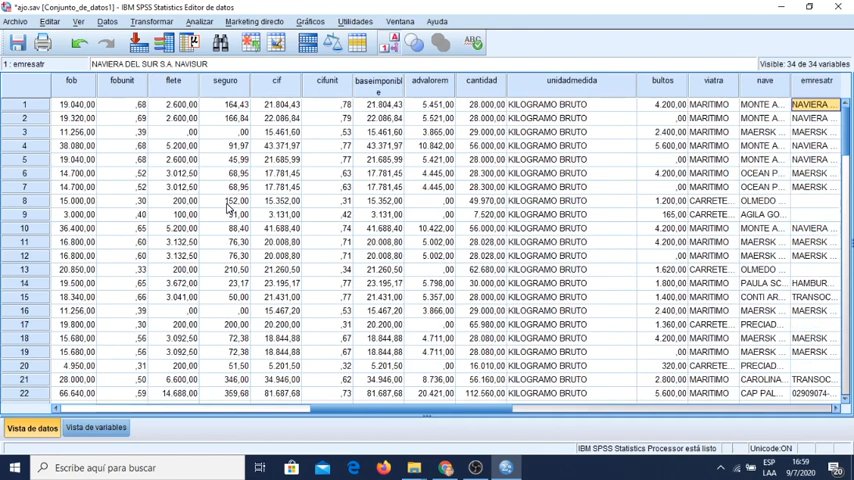 *ajo.sav [Conjunto_de_datos1] - IBM SPSS Statistics Editor de datos
Archivo Editar Ver Datos Transformar Analizar Marketing directo Gráficos Utilidades Ventana Ayuda
1 : emresatr NAVIERA DEL SUR S.A. NAVISUR Visible: 34 de 34 variables
fob fobunit flete seguro cif cifunit baseimponible advalorem cantidad unidadmedida bultos viatra nave emresatr
1 19.040,00 ,68 2.600,00 164,43 21.804,43 ,78 21.804,43 5.451,00 28.000,00 KILOGRAMO BRUTO 4.200,00 MARITIMO MONTE A... NAVIERA ...
2 19.320,00 ,69 2.600,00 166,84 22.086,84 ,79 22.086,84 5.521,00 28.000,00 KILOGRAMO BRUTO ,00 MARITIMO MONTE A... NAVIERA ...
3 11.256,00 ,39 ,00 ,00 15.461,60 ,53 15.461,60 3.865,00 29.000,00 KILOGRAMO BRUTO 2.400,00 MARITIMO MAERSK ... MAERSK ...
4 38.080,00 ,68 5.200,00 91,97 43.371,97 ,77 43.371,97 10.842,00 56.000,00 KILOGRAMO BRUTO 5.600,00 MARITIMO MONTE A... NAVIERA ...
5 19.040,00 ,68 2.600,00 45,99 21.685,99 ,77 21.685,99 5.421,00 28.000,00 KILOGRAMO BRUTO ,00 MARITIMO MONTE A... NAVIERA ...
6 14.700,00 ,52 3.012,50 68,95 17.781,45 ,63 17.781,45 4.445,00 28.300,00 KILOGRAMO BRUTO 4.200,00 MARITIMO OCEAN P... MAERSK ...
7 14.700,00 ,52 3.012,50 68,95 17.781,45 ,63 17.781,45 4.445,00 28.300,00 KILOGRAMO BRUTO ,00 MARITIMO OCEAN P... MAERSK ...
8 15.000,00 ,30 200,00 152,00 15.352,00 ,31 15.352,00 ,00 49.970,00 KILOGRAMO BRUTO 1.200,00 CARRETE... OLMEDO ...
9 3.000,00 ,40 100,00 31,00 3.131,00 ,42 3.131,00 ,00 7.520,00 KILOGRAMO BRUTO 165,00 CARRETE... AGILA GO...
10 36.400,00 ,65 5.200,00 88,40 41.688,40 ,74 41.688,40 10.422,00 56.000,00 KILOGRAMO BRUTO 4.200,00 MARITIMO MONTE A... NAVIERA ...
11 16.800,00 ,60 3.132,50 76,30 20.008,80 ,71 20.008,80 5.002,00 28.028,00 KILOGRAMO BRUTO 4.200,00 MARITIMO MAERSK ... MAERSK ...
12 16.800,00 ,60 3.132,50 76,30 20.008,80 ,71 20.008,80 5.002,00 28.028,00 KILOGRAMO BRUTO ,00 MARITIMO MAERSK ... MAERSK ...
13 20.850,00 ,33 200,00 210,50 21.260,50 ,34 21.260,50 ,00 62.680,00 KILOGRAMO BRUTO 1.620,00 CARRETE... OLMEDO ...
14 19.500,00 ,65 3.672,00 23,17 23.195,17 ,77 23.195,17 5.798,00 30.000,00 KILOGRAMO BRUTO 1.800,00 MARITIMO PAULA SC... HAMBUR...
15 18.340,00 ,66 3.041,00 50,00 21.431,00 ,77 21.431,00 5.357,00 28.000,00 KILOGRAMO BRUTO 1.400,00 MARITIMO CONTI AR... TRANSOC...
16 11.256,00 ,39 ,00 ,00 15.467,20 ,53 15.467,20 3.866,00 29.000,00 KILOGRAMO BRUTO 2.400,00 MARITIMO MAERSK ... MAERSK ...
17 19.800,00 ,30 200,00 200,00 20.200,00 ,31 20.200,00 ,00 65.980,00 KILOGRAMO BRUTO 1.360,00 CARRETE... PRECIAD...
18 15.680,00 ,56 3.092,50 72,38 18.844,88 ,67 18.844,88 4.711,00 28.080,00 KILOGRAMO BRUTO 4.200,00 MARITIMO MAERSK ... MAERSK ...
19 15.680,00 ,56 3.092,50 72,38 18.844,88 ,67 18.844,88 4.711,00 28.080,00 KILOGRAMO BRUTO ,00 MARITIMO MAERSK ... MAERSK ...
20 4.950,00 ,31 200,00 51,50 5.201,50 ,32 5.201,50 ,00 16.010,00 KILOGRAMO BRUTO 320,00 CARRETE... PRECIAD...
21 28.000,00 ,50 6.600,00 346,00 34.946,00 ,62 34.946,00 8.736,00 56.160,00 KILOGRAMO BRUTO 2.800,00 MARITIMO CAROLINA... TRANSOC...
22 66.640,00 ,59 14.688,00 359,68 81.687,68 ,73 81.687,68 20.421,00 112.560,00 KILOGRAMO BRUTO 5.600,00 MARITIMO CAP PAL... 02909074-...
Vista de datos Vista de variables
IBM SPSS Statistics Processor está listo Unicode:ON
Escribe aquí para buscar
ESP LAA
16:59
9/7/2020
20